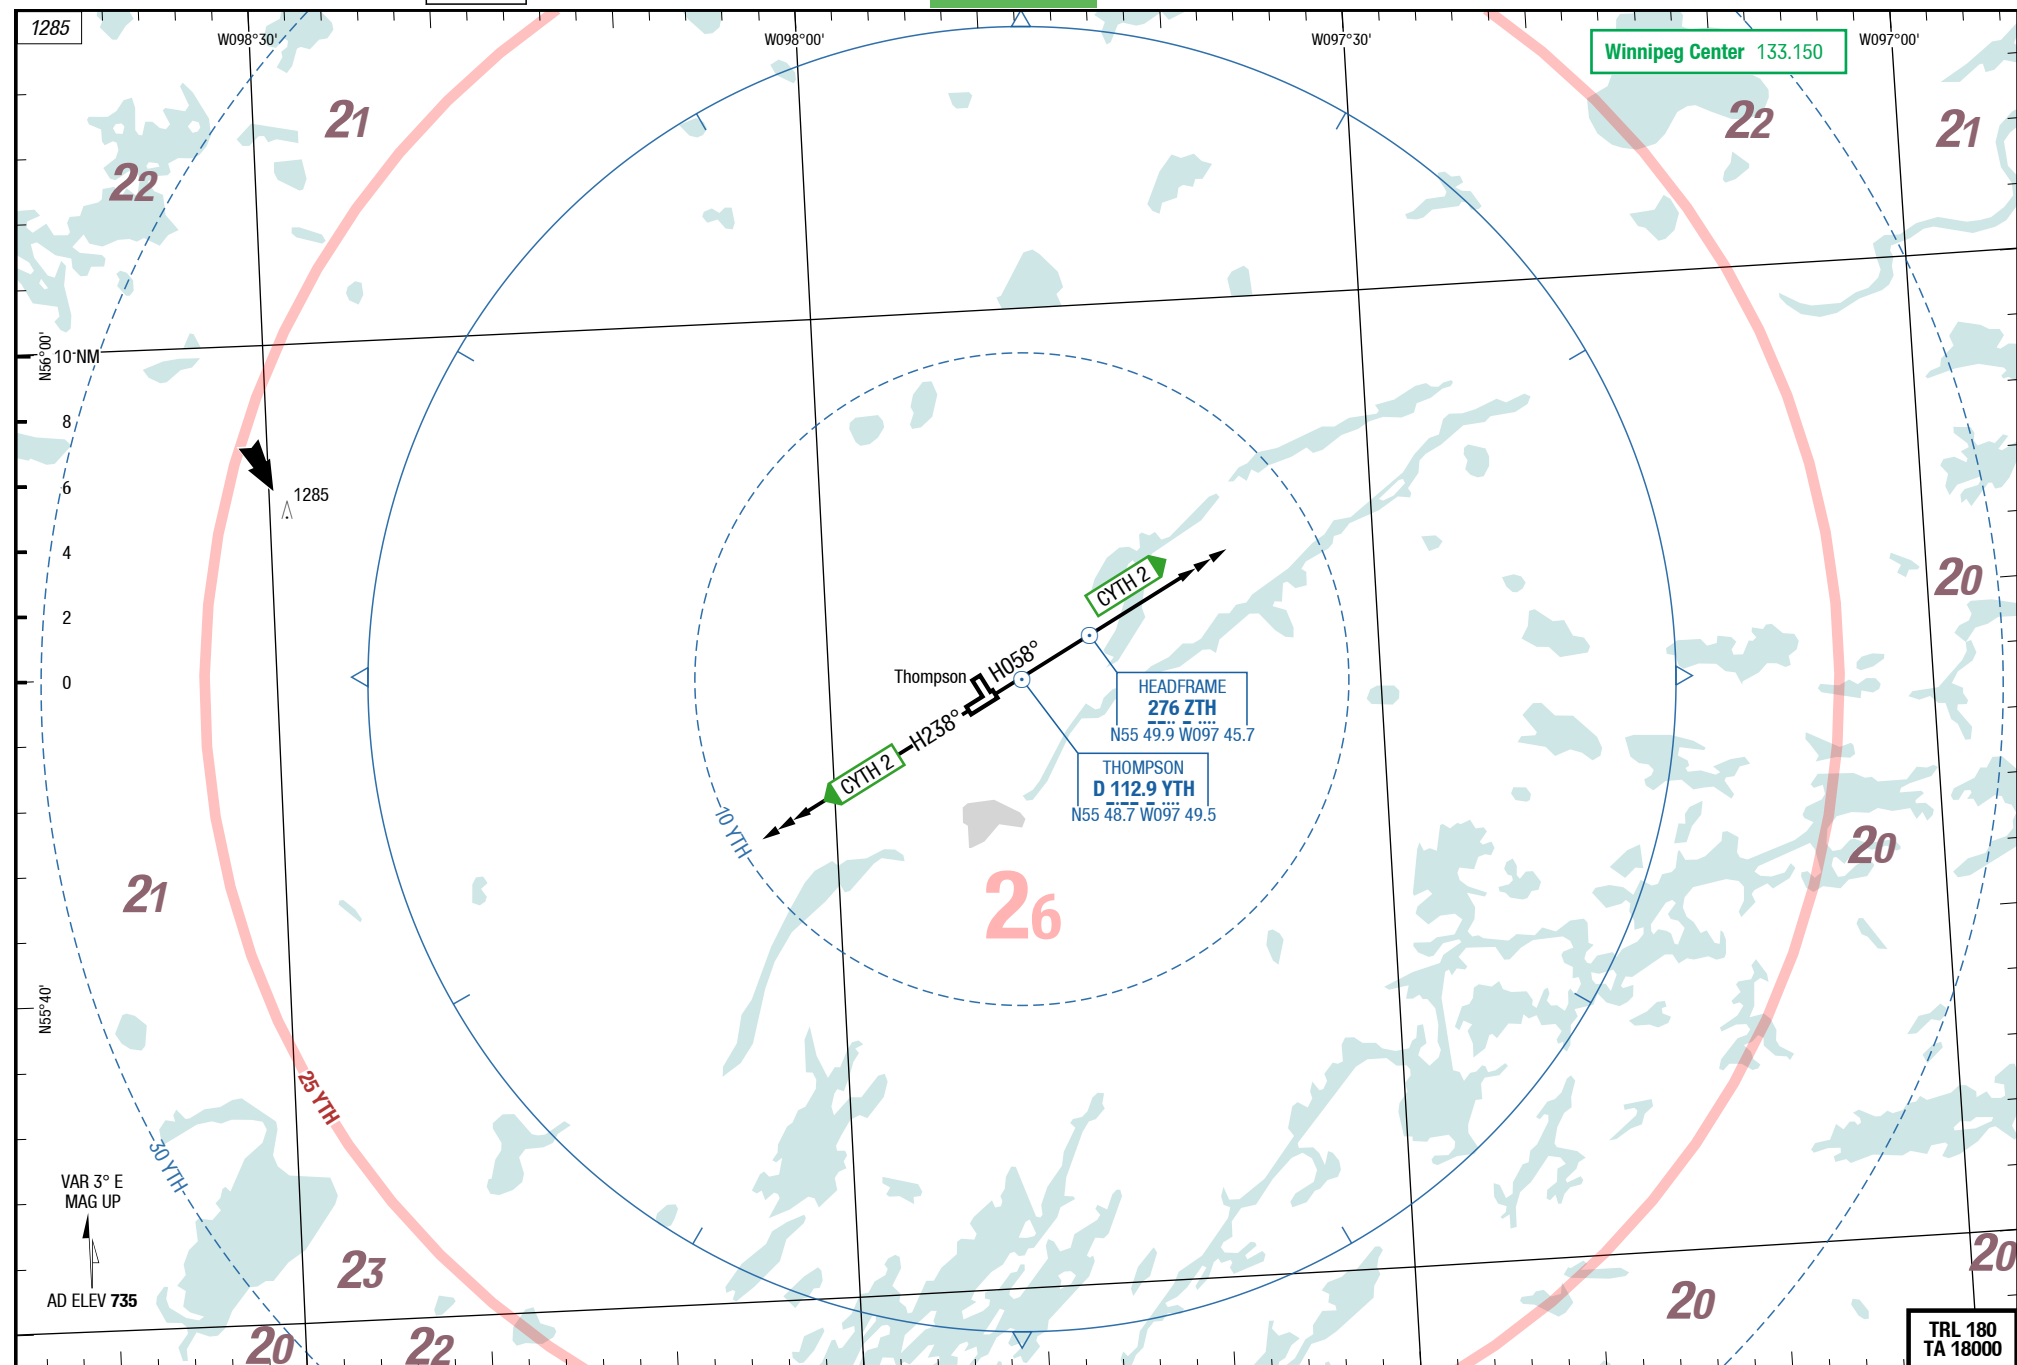 1285
W098°30'
W098°00'
W097°30'
W097°00'
Winnipeg Center 133.150
21
22
21
22
N56°00'
10 NM
8
6
4
2
0
1285
CYTH 2
20
Thompson
H058°
H238°
CYTH 2
HEADFRAME
276 ZTH
N55 49.9 W097 45.7
THOMPSON
D 112.9 YTH
N55 48.7 W097 49.5
10 YTH
20
21
26
N55°40'
25 YTH
30 YTH
VAR 3° E
MAG UP
AD ELEV 735
23
20
22
20
20
TRL 180
TA 18000